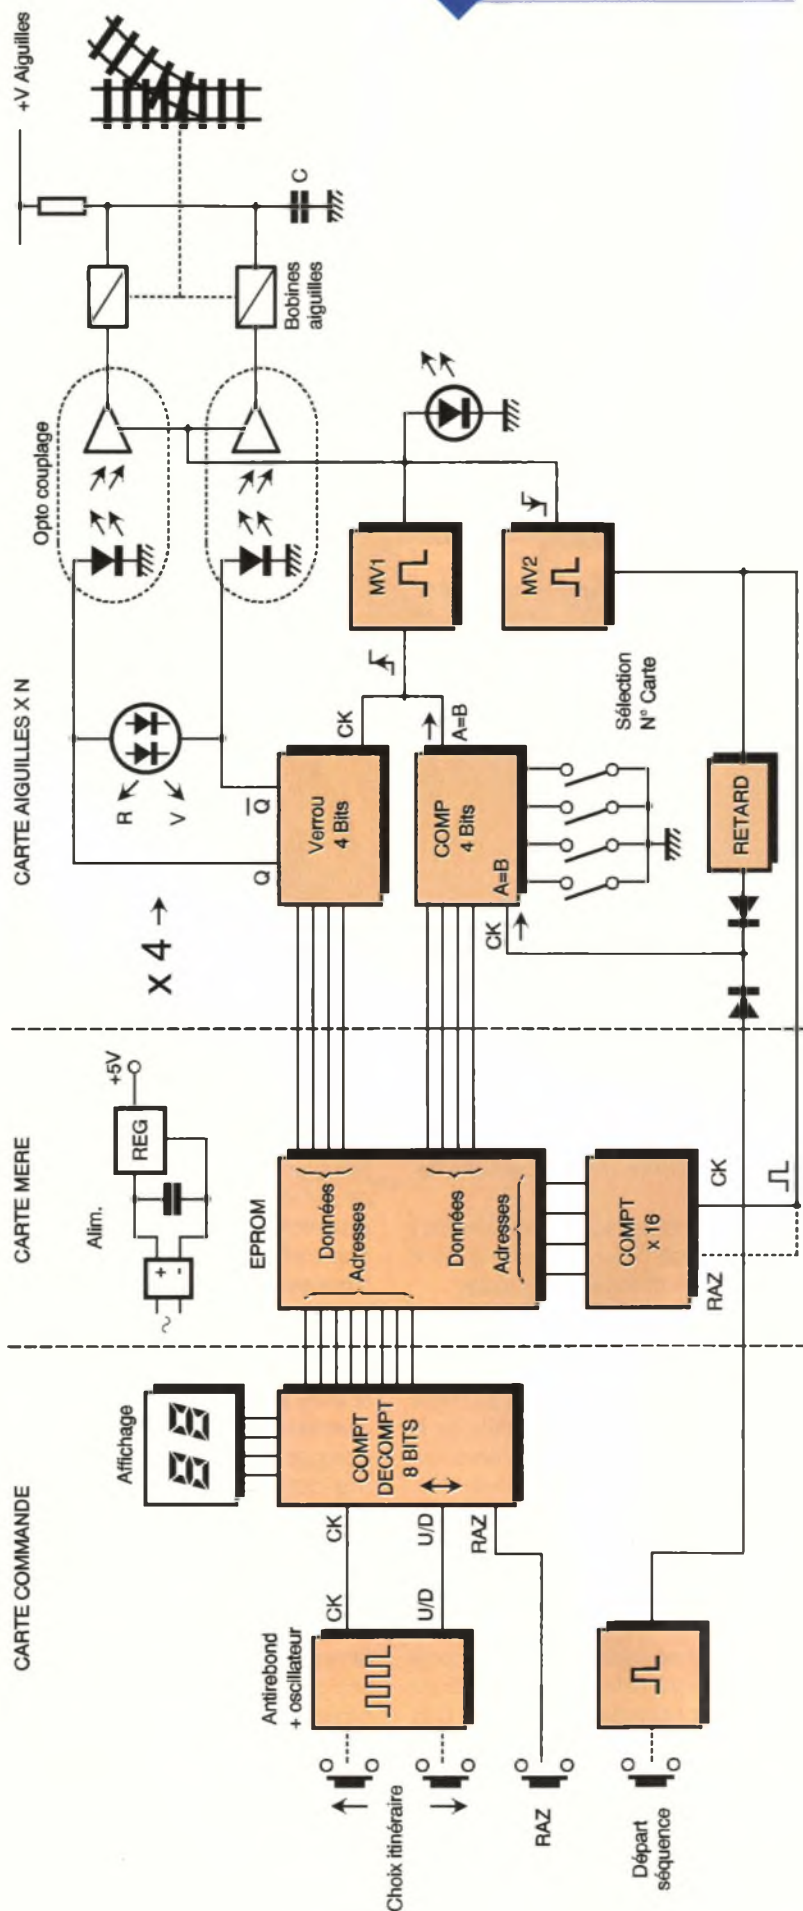 CARTE COMMANDE
CARTE MERE
CARTE AIGUILLES X N
Affichage
COMPT
DECOMPT
8 BITS
CK
U/D
RAZ
CK
U/D
Antirebond
+ oscillateur
Choix itinéraire
RAZ
Départ
séquence
Alim.
+
-
~
REG
+5V
EPROM
Données
Adresses
Données
Adresses
COMPT
x 16
CK
RAZ
X 4
R
V
Q
Q
Verrou
4 Bits
CK
COMP
4 Bits
A=B
A=B
CK
Sélection
N° Carte
RETARD
MV1
MV2
Opto couplage
Bobines
aiguilles
C
+V Aiguilles